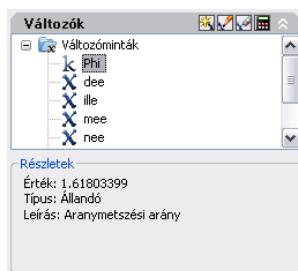 Változók
Változóminták
Phi
dee
ille
mee
nee
Részletek
Érték: 1.61803399
Típus: Állandó
Leírás: Aranymetszési arány